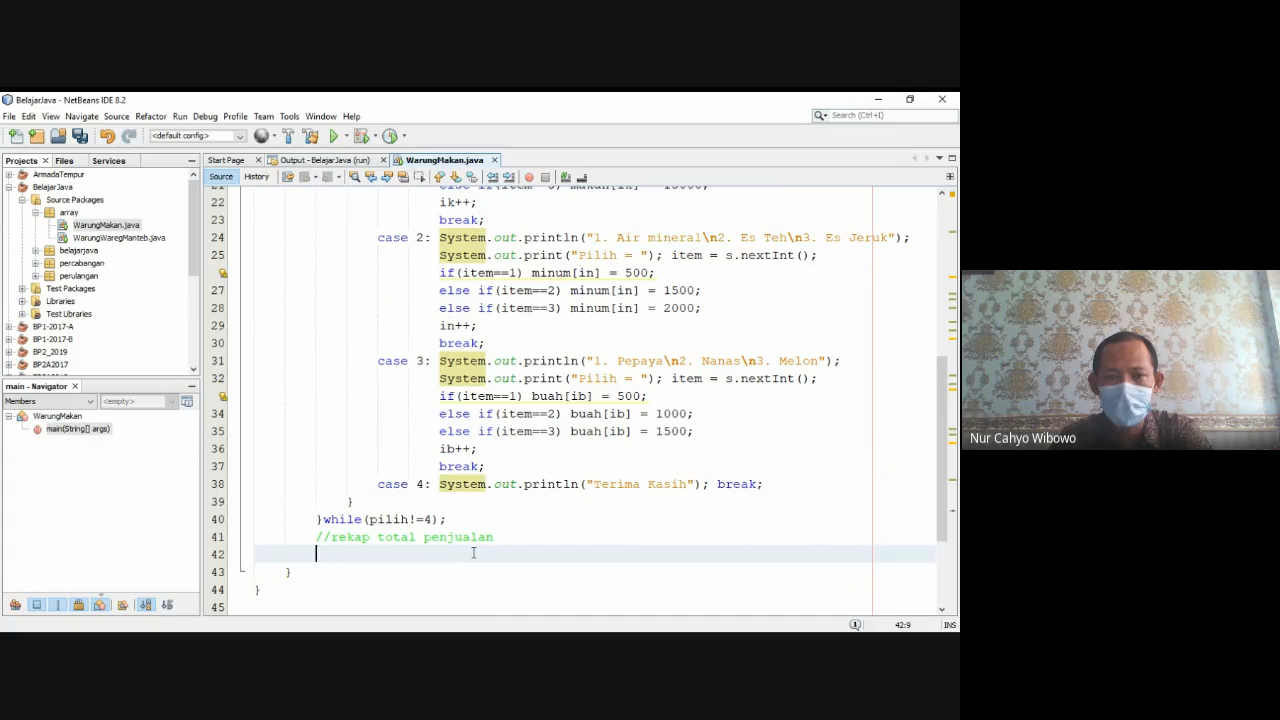 BelajarJava - NetBeans IDE 8.2
File Edit View Navigate Source Refactor Run Debug Profile Team Tools Window Help
Search (Ctrl+I)
<default config>
Projects Files Services
Start Page Output - BelajarJava (run) WarungMakan.java
Source History
ArmadaTempur
BelajarJava
Source Packages
array
WarungMakan.java
WarungWaregManteb.java
belajarjava
percabangan
perulangan
Test Packages
Libraries
Test Libraries
BP1-2017-A
BP1-2017-B
BP2_2019
BP2A2017
main - Navigator
Members <empty>
WarungMakan
main(String[] args)
22 ik++;
23 break;
24 case 2: System.out.println("1. Air mineral\n2. Es Teh\n3. Es Jeruk");
25 System.out.print("Pilih = "); item = s.nextInt();
if(item==1) minum[in] = 500;
27 else if(item==2) minum[in] = 1500;
28 else if(item==3) minum[in] = 2000;
29 in++;
30 break;
31 case 3: System.out.println("1. Pepaya\n2. Nanas\n3. Melon");
32 System.out.print("Pilih = "); item = s.nextInt();
if(item==1) buah[ib] = 500;
34 else if(item==2) buah[ib] = 1000;
35 else if(item==3) buah[ib] = 1500;
36 ib++;
37 break;
38 case 4: System.out.println("Terima Kasih"); break;
39 }
40 }while(pilih!=4);
41 //rekap total penjualan
42
43 }
44 }
45
42:9 INS
Nur Cahyo Wibowo